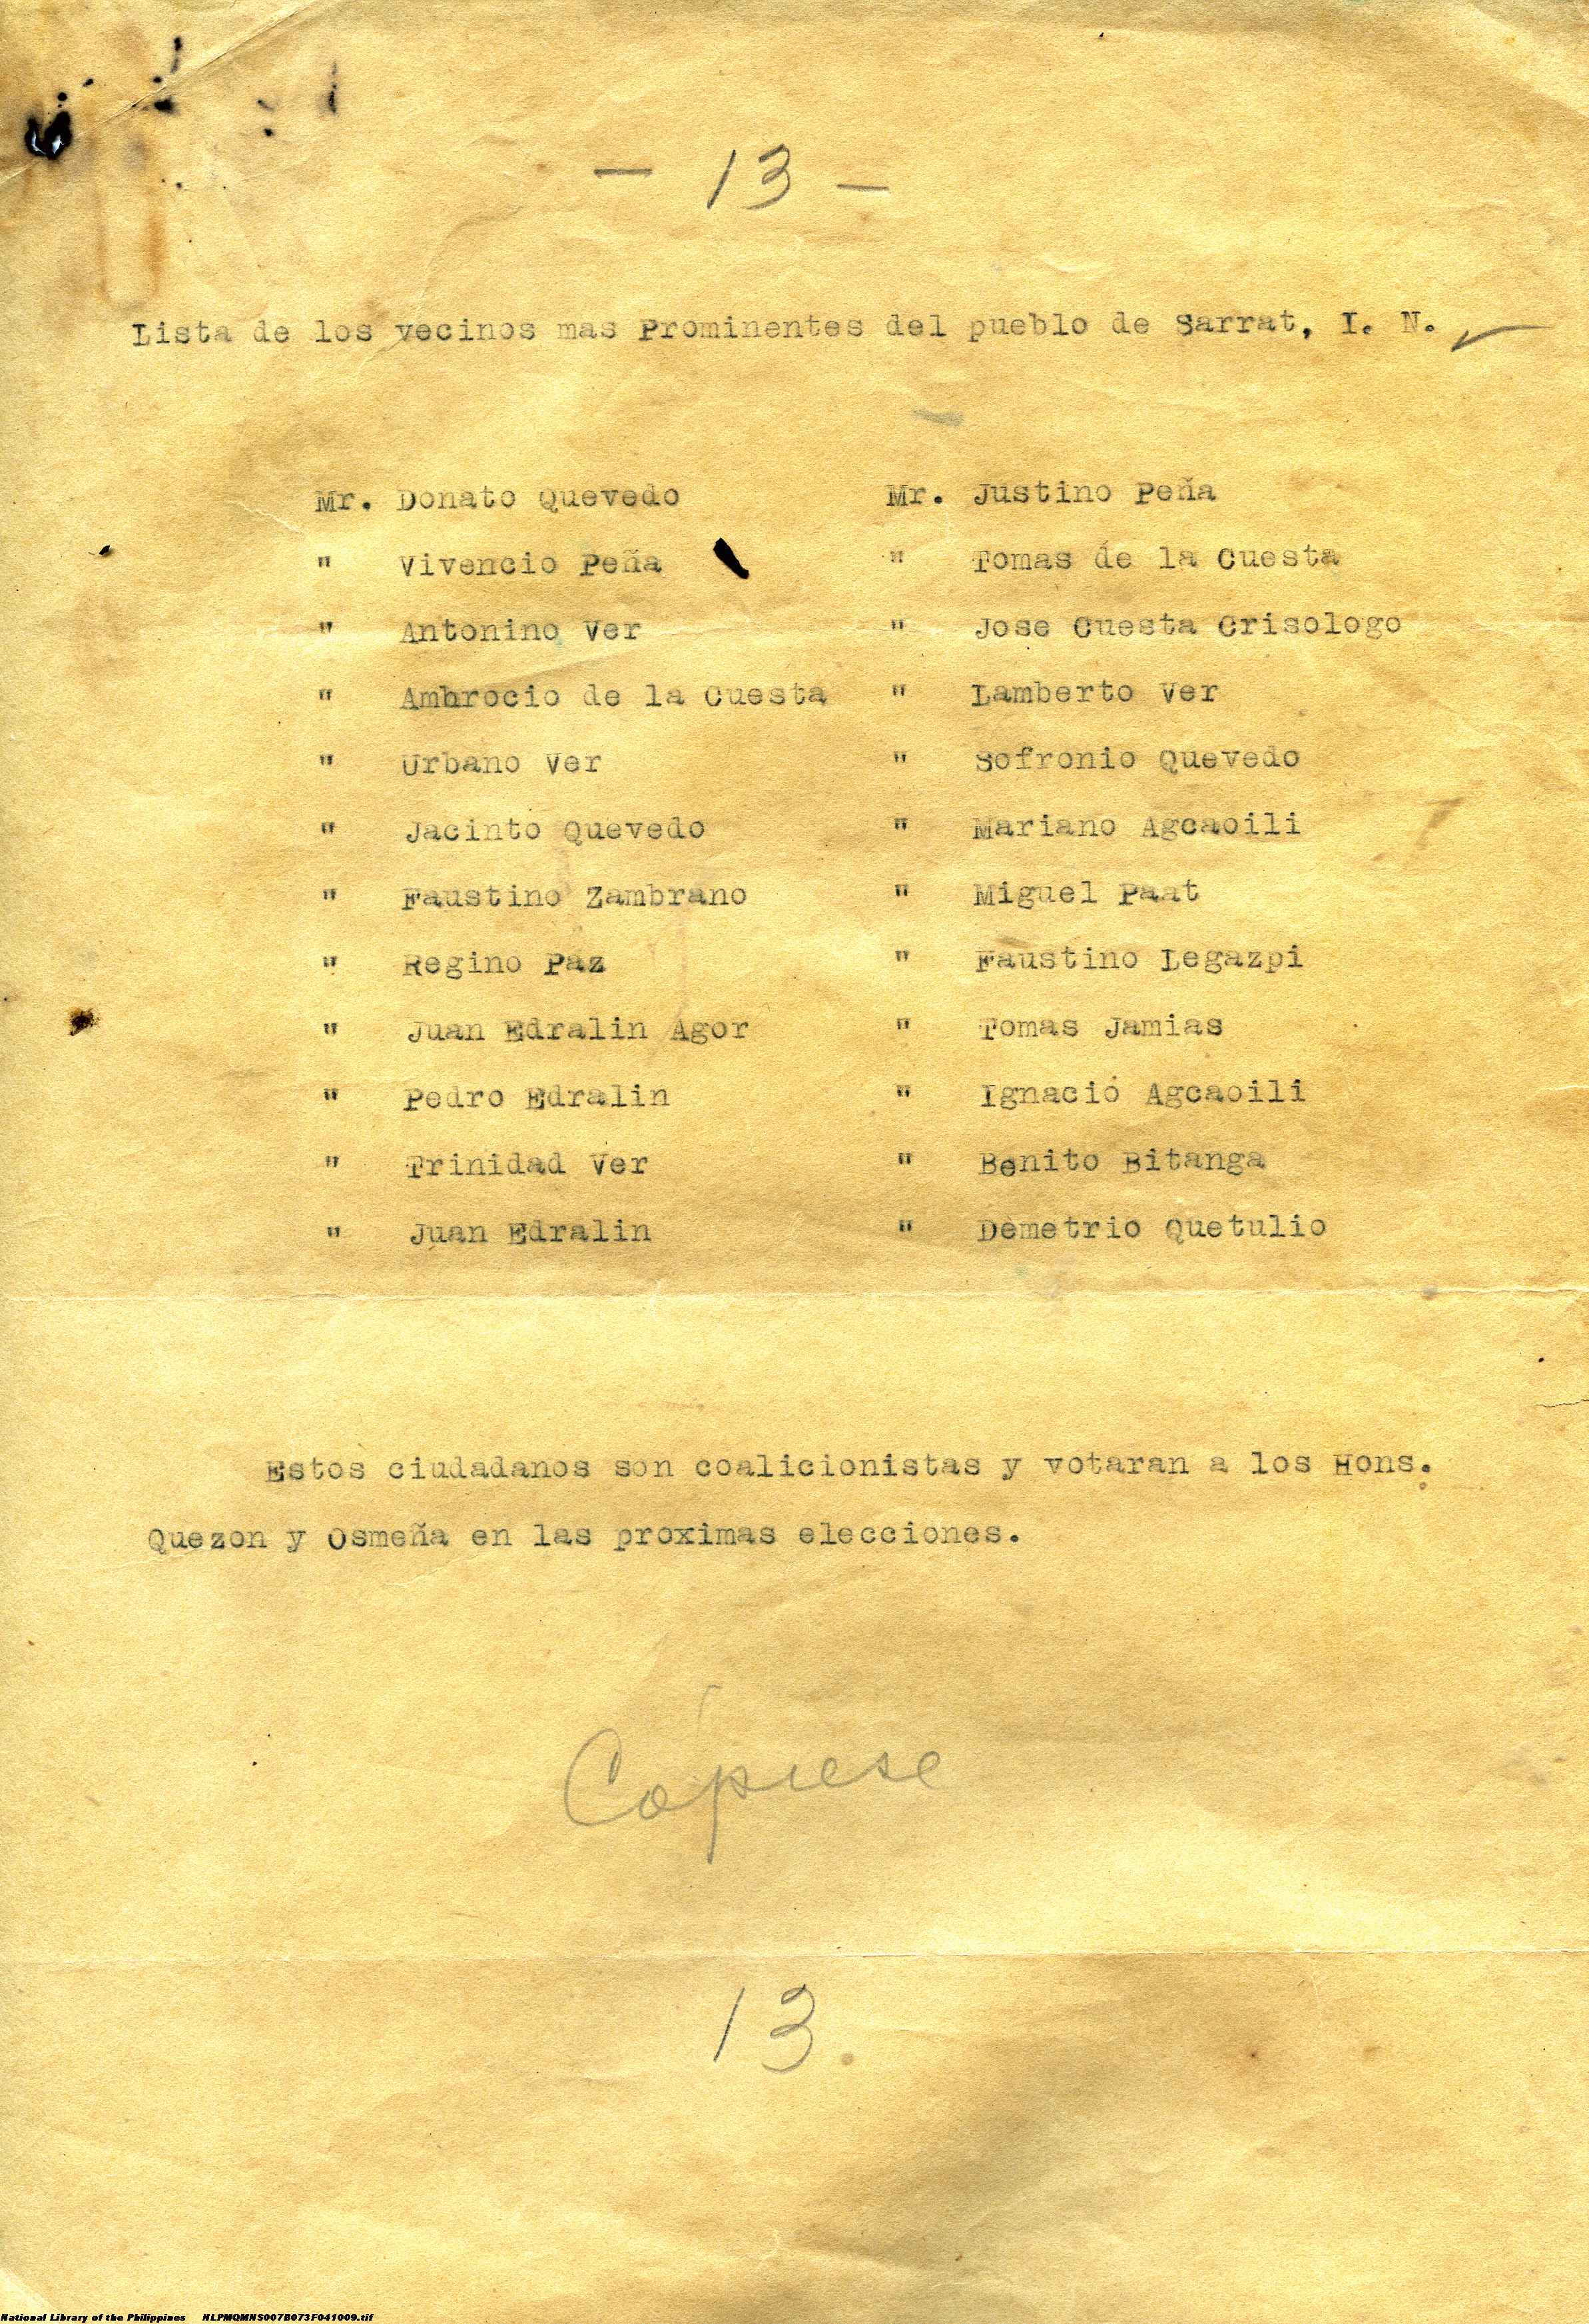 - 13 -
Lista de los vecinos mas Prominentes del pueblo de Sarrat, I. N.
Mr. Donato Quevedo Mr. Justino Peña
" Vivencio Peña " Tomas de la Cuesta
" Antonino Ver " Jose Cuesta Crisologo
" Ambrocio de la Cuesta " Lamberto Ver
" Urbano Ver " Sofronio Quevedo
" Jacinto Quevedo " Mariano Agcaoili
" Faustino Zambrano " Miguel Paat
" Regino Paz " Faustino Legazpi
" Juan Edralin Agor " Tomas Jamias
" Pedro Edralin " Ignacio Agcaoili
" Trinidad Ver " Benito Bitanga
" Juan Edralin " Demetrio Quetulio
Estos ciudadanos son coalicionistas y votaran a los Hons.
Quezon y Osmeña en las proximas elecciones.
Cópiese
13
National Library of the Philippines NLPMQMNS007B073F041009.tif